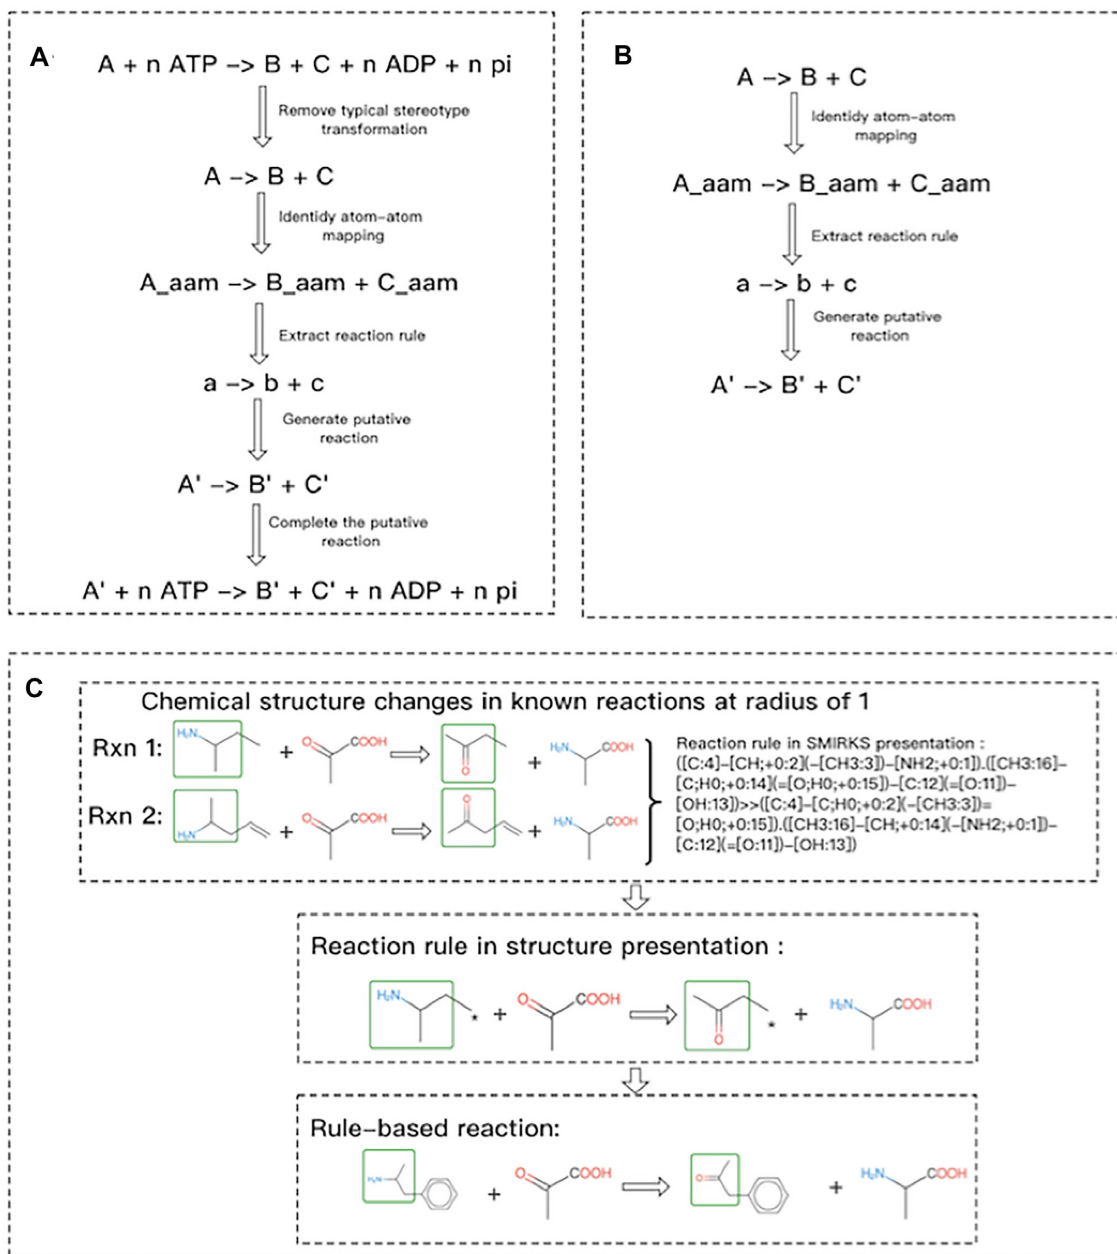 A
A + n ATP -> B + C + n ADP + n pi
Remove typical stereotype
transformation
A -> B + C
Identidy atom-atom
mapping
A_aam -> B_aam + C_aam
Extract reaction rule
a -> b + c
Generate putative
reaction
A' -> B' + C'
Complete the putative
reaction
A' + n ATP -> B' + C' + n ADP + n pi
B
A -> B + C
Identidy atom-atom
mapping
A_aam -> B_aam + C_aam
Extract reaction rule
a -> b + c
Generate putative
reaction
A' -> B' + C'
C
Chemical structure changes in known reactions at radius of 1
Rxn 1: H₂N + O COOH O + H₂N COOH
Rxn 2: H₂N + O COOH O + H₂N COOH
Reaction rule in SMIRKS presentation :
([C:4]-[CH;+0:2](-[CH3:3])-[NH2;+0:1]).([CH3:16]-
[C;H0;+0:14](=[O;H0;+0:15])-[C:12](=[O:11])-
[OH:13])>>([C:4]-[C;H0;+0:2](-[CH3:3])=
[O;H0;+0:15]).([CH3:16]-[CH;+0:14](-[NH2;+0:1])-
[C:12](=[O:11])-[OH:13])
Reaction rule in structure presentation :
H₂N * + O COOH O * + H₂N COOH
Rule-based reaction:
H₂N + O COOH O + H₂N COOH